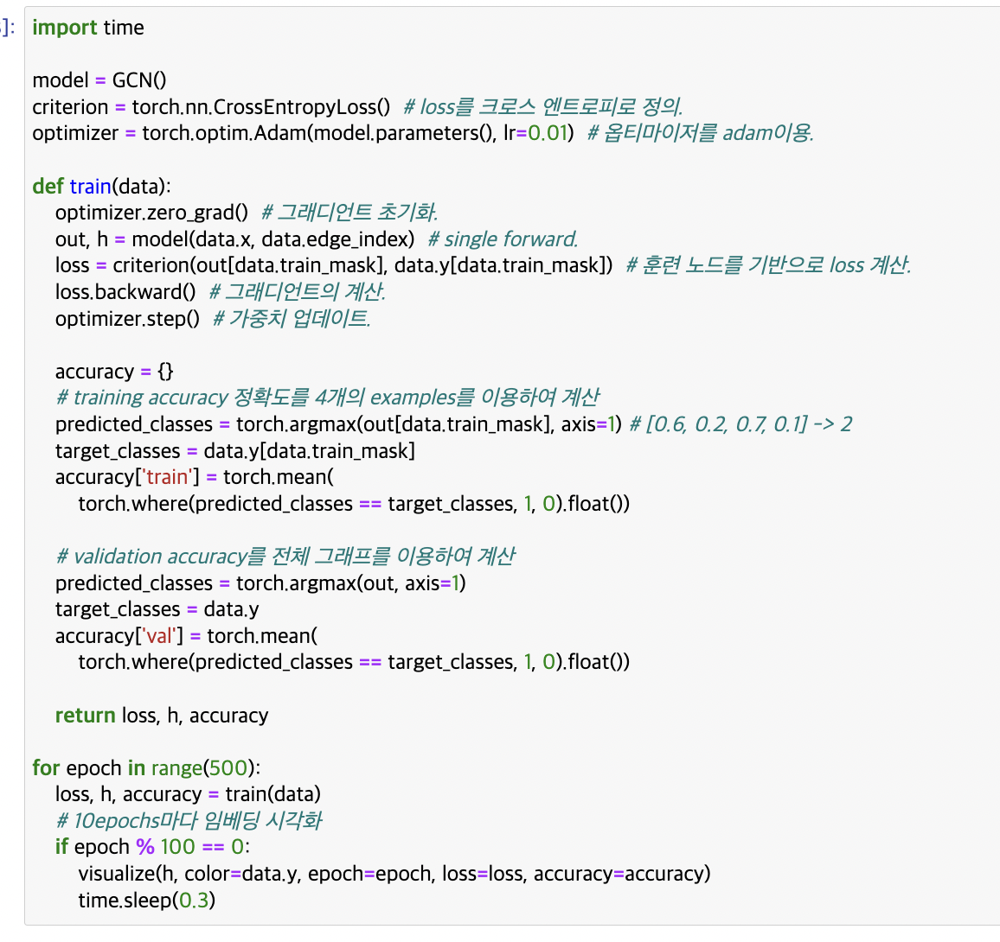 ]:
import time
model = GCN()
criterion = torch.nn.CrossEntropyLoss()  # loss를 크로스 엔트로피로 정의.
optimizer = torch.optim.Adam(model.parameters(), lr=0.01)  # 옵티마이저를 adam이용.
def train(data):
    optimizer.zero_grad()  # 그래디언트 초기화.
    out, h = model(data.x, data.edge_index)  # single forward.
    loss = criterion(out[data.train_mask], data.y[data.train_mask])  # 훈련 노드를 기반으로 loss 계산.
    loss.backward()  # 그래디언트의 계산.
    optimizer.step()  # 가중치 업데이트.
    accuracy = {}
    # training accuracy 정확도를 4개의 examples를 이용하여 계산
    predicted_classes = torch.argmax(out[data.train_mask], axis=1) # [0.6, 0.2, 0.7, 0.1] -> 2
    target_classes = data.y[data.train_mask]
    accuracy['train'] = torch.mean(
        torch.where(predicted_classes == target_classes, 1, 0).float())
    # validation accuracy를 전체 그래프를 이용하여 계산
    predicted_classes = torch.argmax(out, axis=1)
    target_classes = data.y
    accuracy['val'] = torch.mean(
        torch.where(predicted_classes == target_classes, 1, 0).float())
    return loss, h, accuracy
for epoch in range(500):
    loss, h, accuracy = train(data)
    # 10epochs마다 임베딩 시각화
    if epoch % 100 == 0:
        visualize(h, color=data.y, epoch=epoch, loss=loss, accuracy=accuracy)
        time.sleep(0.3)